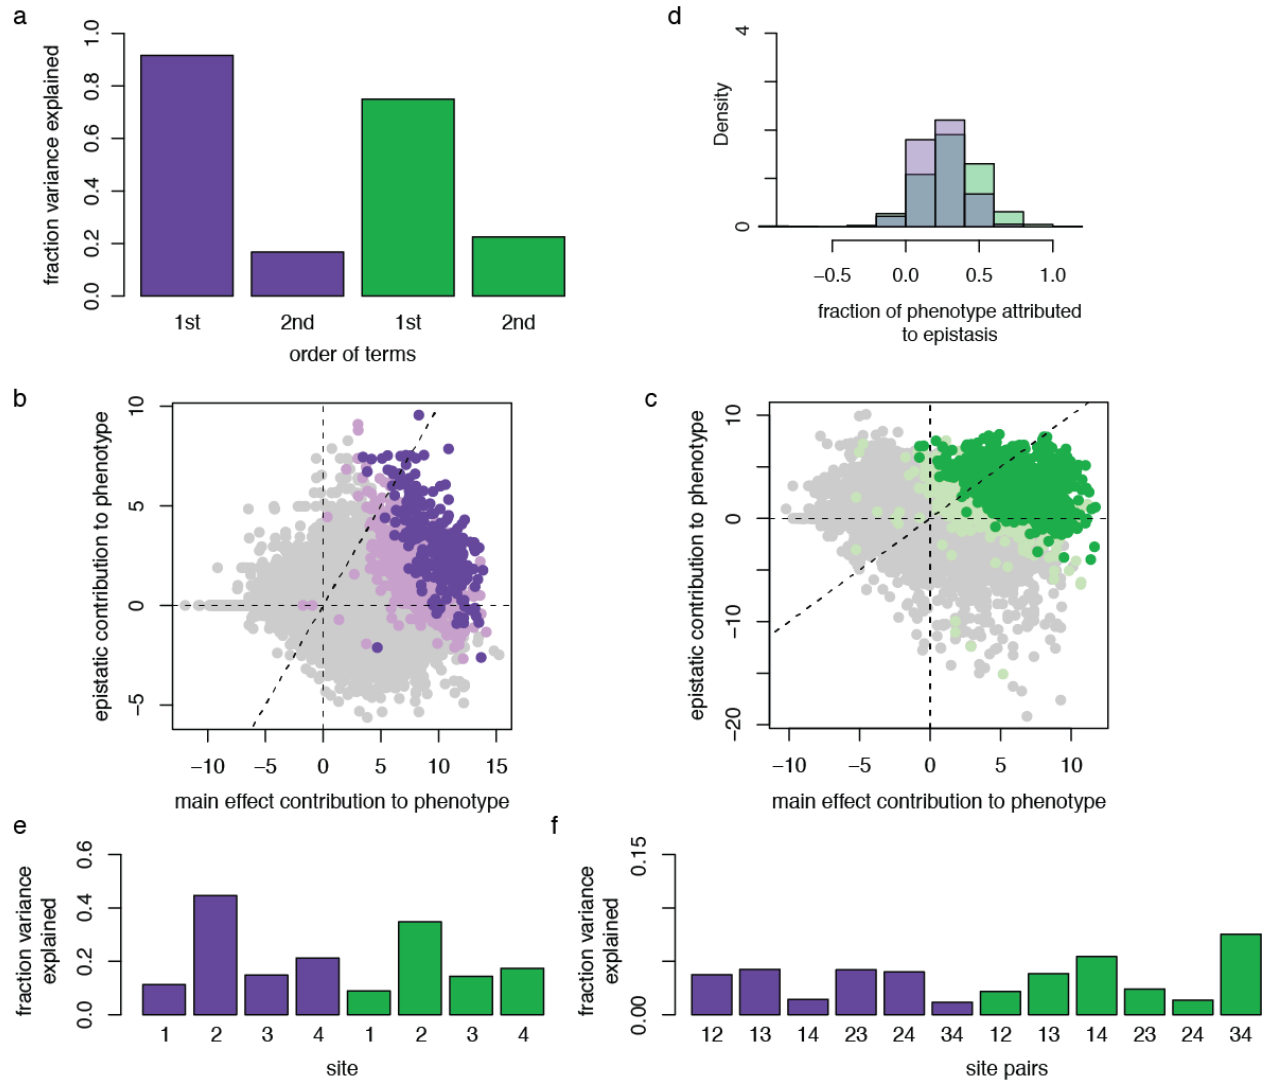 a
fraction variance explained
1.0
0.8
0.6
0.4
0.2
0.0
1st 2nd 1st 2nd
order of terms
d
Density
4
0
−0.5 0.0 0.5 1.0
fraction of phenotype attributed
to epistasis
b
epistatic contribution to phenotype
10
5
0
−5
−10 −5 0 5 10 15
main effect contribution to phenotype
c
epistatic contribution to phenotype
10
0
−10
−20
−10 −5 0 5 10
main effect contribution to phenotype
e
fraction variance
explained
0.6
0.4
0.2
0.0
1 2 3 4 1 2 3 4
site
f
fraction variance
explained
0.15
0.00
12 13 14 23 24 34 12 13 14 23 24 34
site pairs